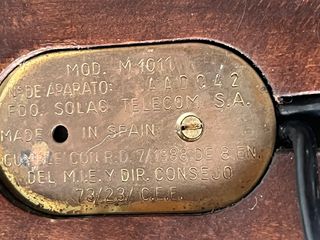 MOD. M 1011
Nº DE APARATO: AAD042
FDO. SOLAC TELECOM, S.A.
MADE IN SPAIN
CUMPLE CON R.D. 7/1988 DE 8 EN.
DEL M.I.E. Y DIR. CONSEJO
73/23/C.E.E.